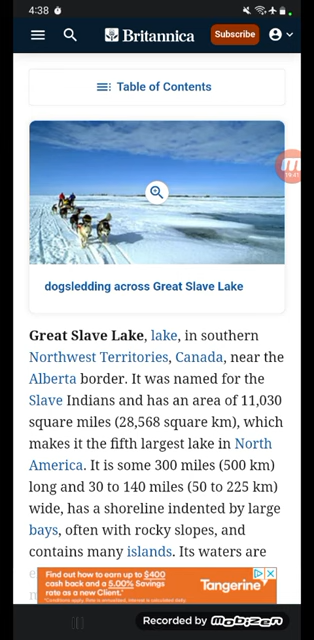 4:38
Britannica
Subscribe
Table of Contents
dogsledding across Great Slave Lake
Great Slave Lake, lake, in southern
Northwest Territories, Canada, near the
Alberta border. It was named for the
Slave Indians and has an area of 11,030
square miles (28,568 square km), which
makes it the fifth largest lake in North
America. It is some 300 miles (500 km)
long and 30 to 140 miles (50 to 225 km)
wide, has a shoreline indented by large
bays, often with rocky slopes, and
contains many islands. Its waters are
Find out how to earn up to $400
cash back and a 5.00% Savings
rate as a new Client.*
Tangerine
Recorded by MOBIZEN